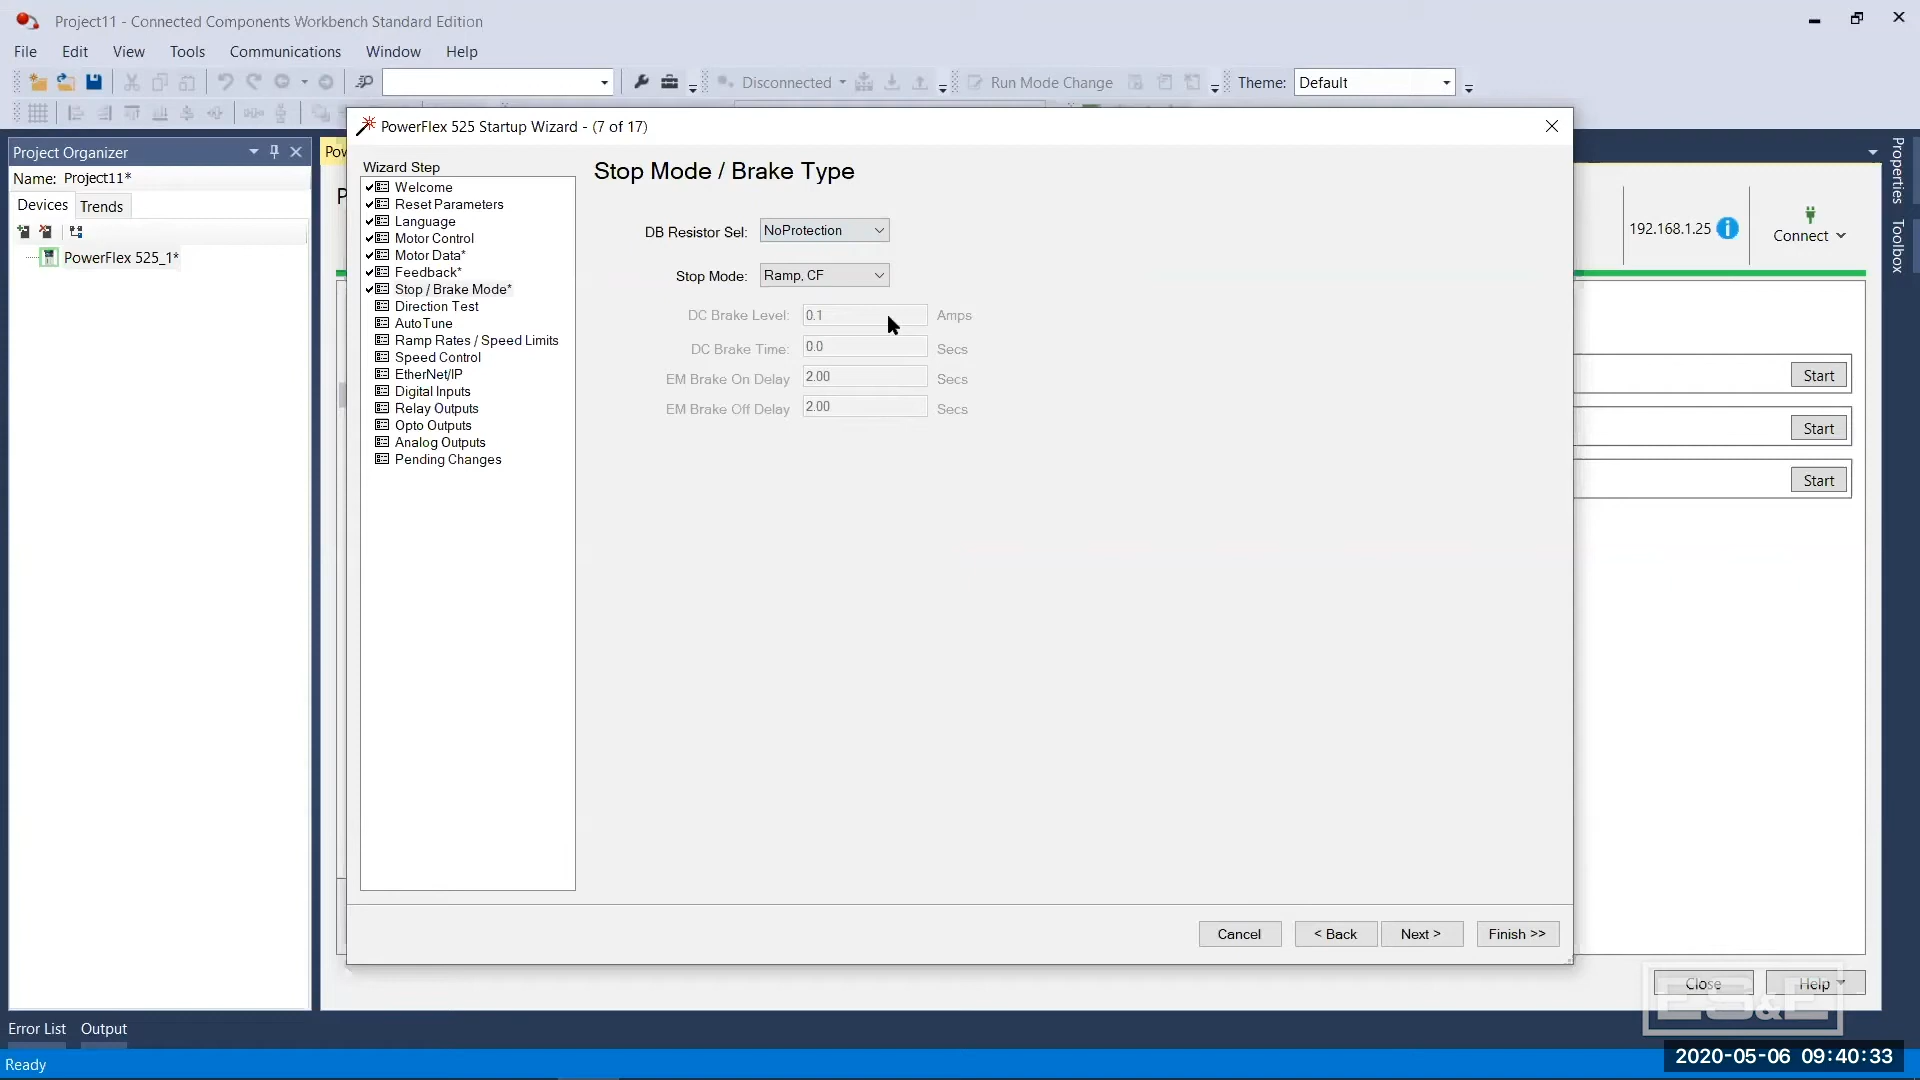 Project11 - Connected Components Workbench Standard Edition
File Edit View Tools Communications Window Help
Disconnected Run Mode Change Theme: Default
PowerFlex 525 Startup Wizard - (7 of 17)
Project Organizer
Name: Project11*
Devices Trends
PowerFlex 525_1*
Pow
P
Wizard Step
Welcome
Reset Parameters
Language
Motor Control
Motor Data*
Feedback*
Stop / Brake Mode*
Direction Test
AutoTune
Ramp Rates / Speed Limits
Speed Control
EtherNet/IP
Digital Inputs
Relay Outputs
Opto Outputs
Analog Outputs
Pending Changes
Stop Mode / Brake Type
DB Resistor Sel: NoProtection
Stop Mode: Ramp, CF
DC Brake Level: 0.1 Amps
DC Brake Time: 0.0 Secs
EM Brake On Delay 2.00 Secs
EM Brake Off Delay 2.00 Secs
Cancel < Back Next > Finish >>
192.168.1.25
Connect
Start
Start
Start
Properties
Toolbox
Close Help
ES&E
Error List Output
Ready
2020-05-06 09:40:33